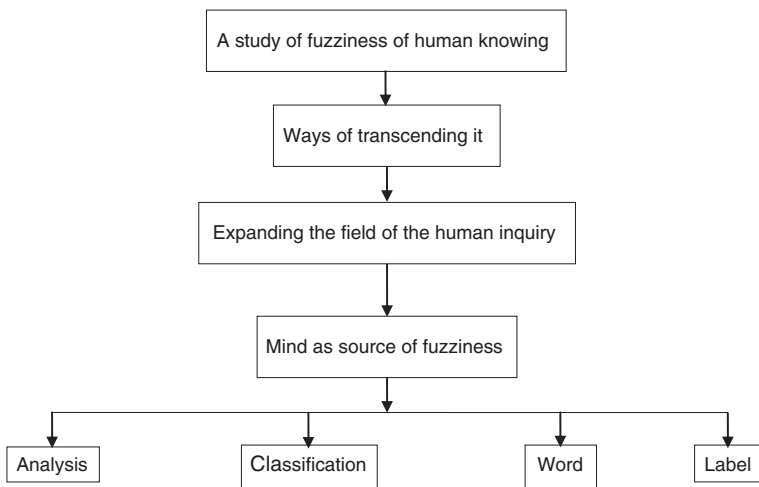 A study of fuzziness of human knowing
Ways of transcending it
Expanding the field of the human inquiry
Mind as source of fuzziness
Analysis
Classification
Word
Label